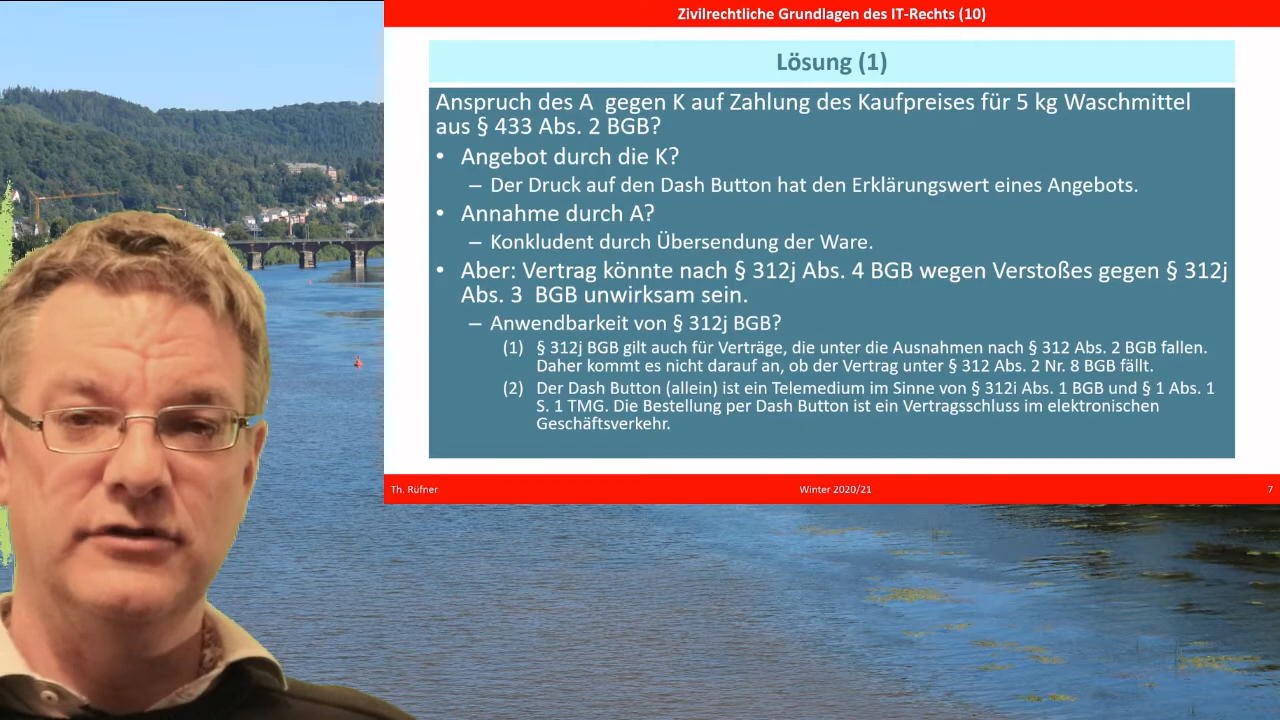 Zivilrechtliche Grundlagen des IT-Rechts (10)
Lösung (1)
Anspruch des A gegen K auf Zahlung des Kaufpreises für 5 kg Waschmittel
aus § 433 Abs. 2 BGB?
• Angebot durch die K?
– Der Druck auf den Dash Button hat den Erklärungswert eines Angebots.
• Annahme durch A?
– Konkludent durch Übersendung der Ware.
• Aber: Vertrag könnte nach § 312j Abs. 4 BGB wegen Verstoßes gegen § 312j
Abs. 3 BGB unwirksam sein.
– Anwendbarkeit von § 312j BGB?
(1) § 312j BGB gilt auch für Verträge, die unter die Ausnahmen nach § 312 Abs. 2 BGB fallen.
Daher kommt es nicht darauf an, ob der Vertrag unter § 312 Abs. 2 Nr. 8 BGB fällt.
(2) Der Dash Button (allein) ist ein Telemedium im Sinne von § 312i Abs. 1 BGB und § 1 Abs. 1
S. 1 TMG. Die Bestellung per Dash Button ist ein Vertragsschluss im elektronischen
Geschäftsverkehr.
Th. Rüfner
Winter 2020/21
7